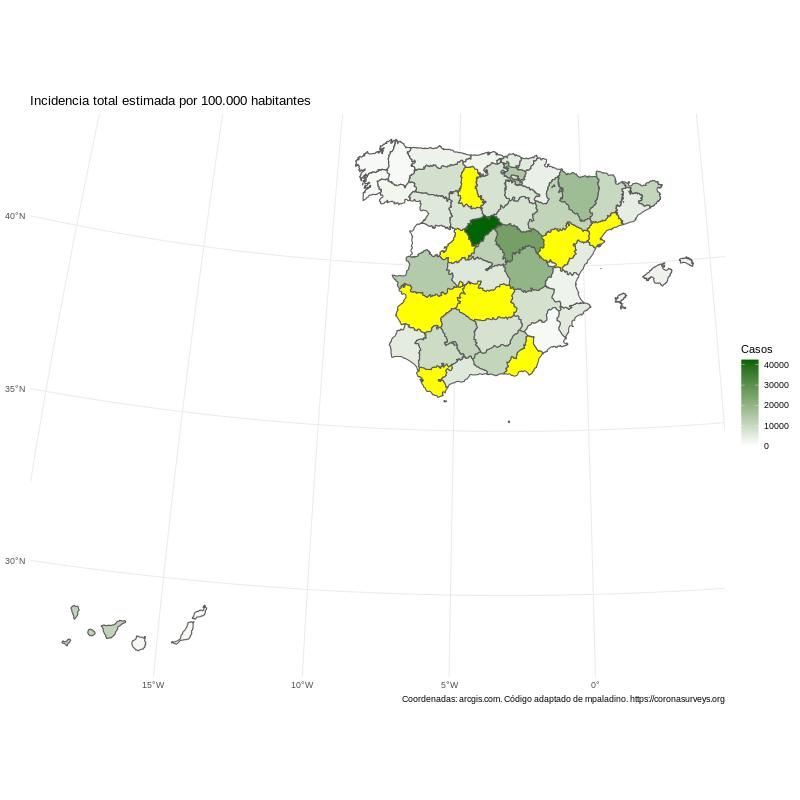 Incidencia total estimada por 100.000 habitantes
40°N
35°N
30°N
15°W
10°W
5°W
0°
Casos
40000
30000
20000
10000
0
Coordenadas: arcgis.com. Código adaptado de mpaladino. https://coronasurveys.org